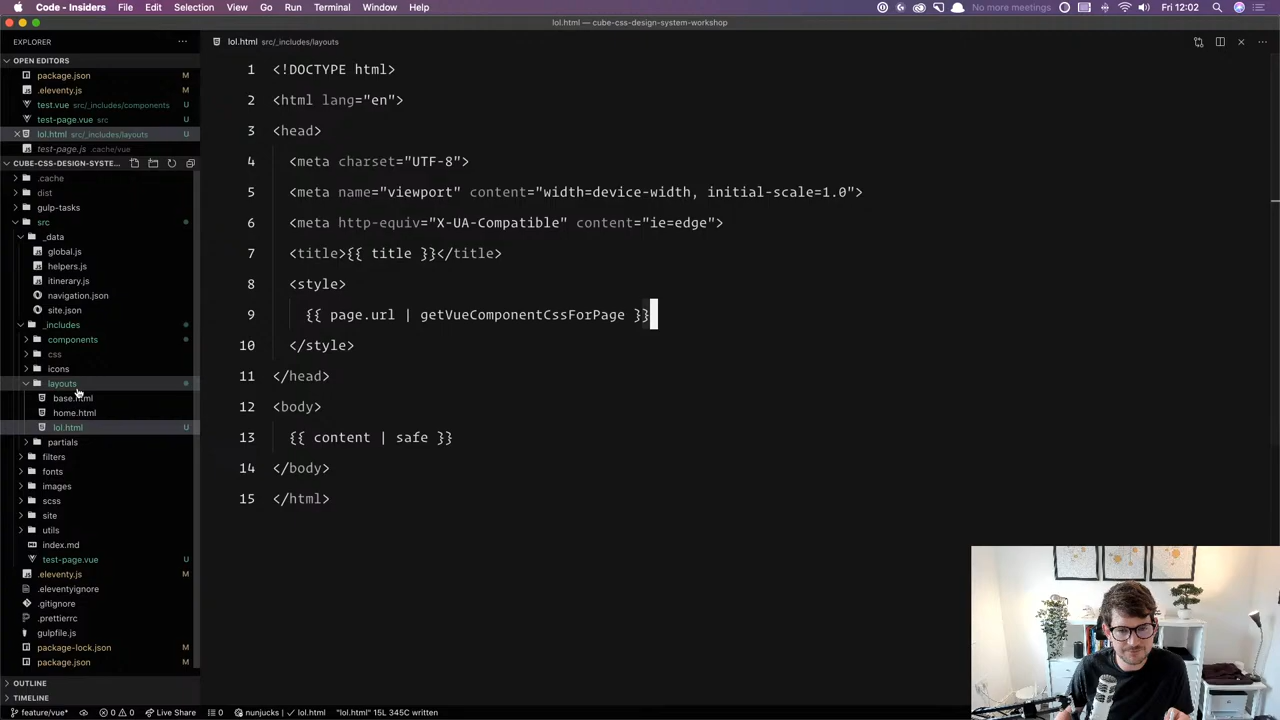 Code - Insiders File Edit Selection View Go Run Terminal Window Help
No more meetings Fri 12:02
lol.html — cube-css-design-system-workshop
EXPLORER
OPEN EDITORS
package.json M
.eleventy.js M
test.vue src/_includes/components U
test-page.vue src U
lol.html src/_includes/layouts U
test-page.js .cache/vue
CUBE-CSS-DESIGN-SYSTE...
.cache
dist
gulp-tasks
src
_data
global.js
helpers.js
itinerary.js
navigation.json
site.json
_includes
components
css
icons
layouts
base.html
home.html
lol.html U
partials
filters
fonts
images
scss
site
utils
index.md
test-page.vue U
.eleventy.js M
.eleventyignore
.gitignore
.prettierrc
gulpfile.js
package-lock.json M
package.json M
OUTLINE
TIMELINE
lol.html src/_includes/layouts
1 <!DOCTYPE html>
2 <html lang="en">
3 <head>
4 <meta charset="UTF-8">
5 <meta name="viewport" content="width=device-width, initial-scale=1.0">
6 <meta http-equiv="X-UA-Compatible" content="ie=edge">
7 <title>{{ title }}</title>
8 <style>
9 {{ page.url | getVueComponentCssForPage }}
10 </style>
11 </head>
12 <body>
13 {{ content | safe }}
14 </body>
15 </html>
feature/vue* 0 0 Live Share 0 nunjucks | lol.html "lol.html" 15L 345C written